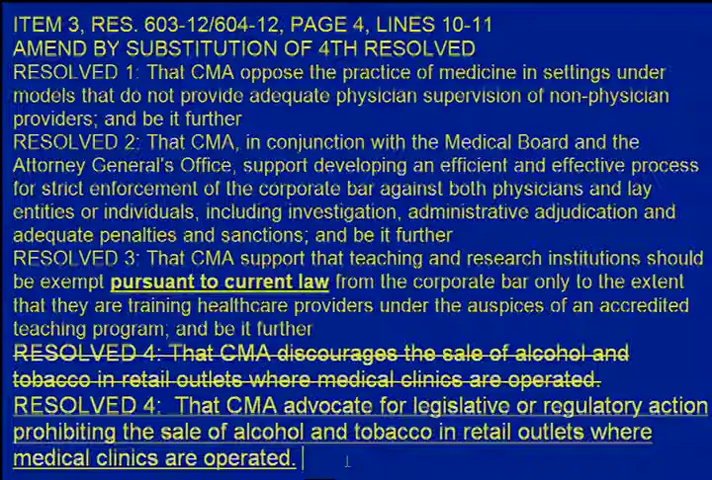 ITEM 3, RES. 603-12/604-12, PAGE 4, LINES 10-11
AMEND BY SUBSTITUTION OF 4TH RESOLVED
RESOLVED 1: That CMA oppose the practice of medicine in settings under
models that do not provide adequate physician supervision of non-physician
providers; and be it further
RESOLVED 2: That CMA, in conjunction with the Medical Board and the
Attorney General's Office, support developing an efficient and effective process
for strict enforcement of the corporate bar against both physicians and lay
entities or individuals, including investigation, administrative adjudication and
adequate penalties and sanctions; and be it further
RESOLVED 3: That CMA support that teaching and research institutions should
be exempt pursuant to current law from the corporate bar only to the extent
that they are training healthcare providers under the auspices of an accredited
teaching program; and be it further
RESOLVED 4: That CMA discourages the sale of alcohol and
tobacco in retail outlets where medical clinics are operated.
RESOLVED 4:  That CMA advocate for legislative or regulatory action
prohibiting the sale of alcohol and tobacco in retail outlets where
medical clinics are operated.